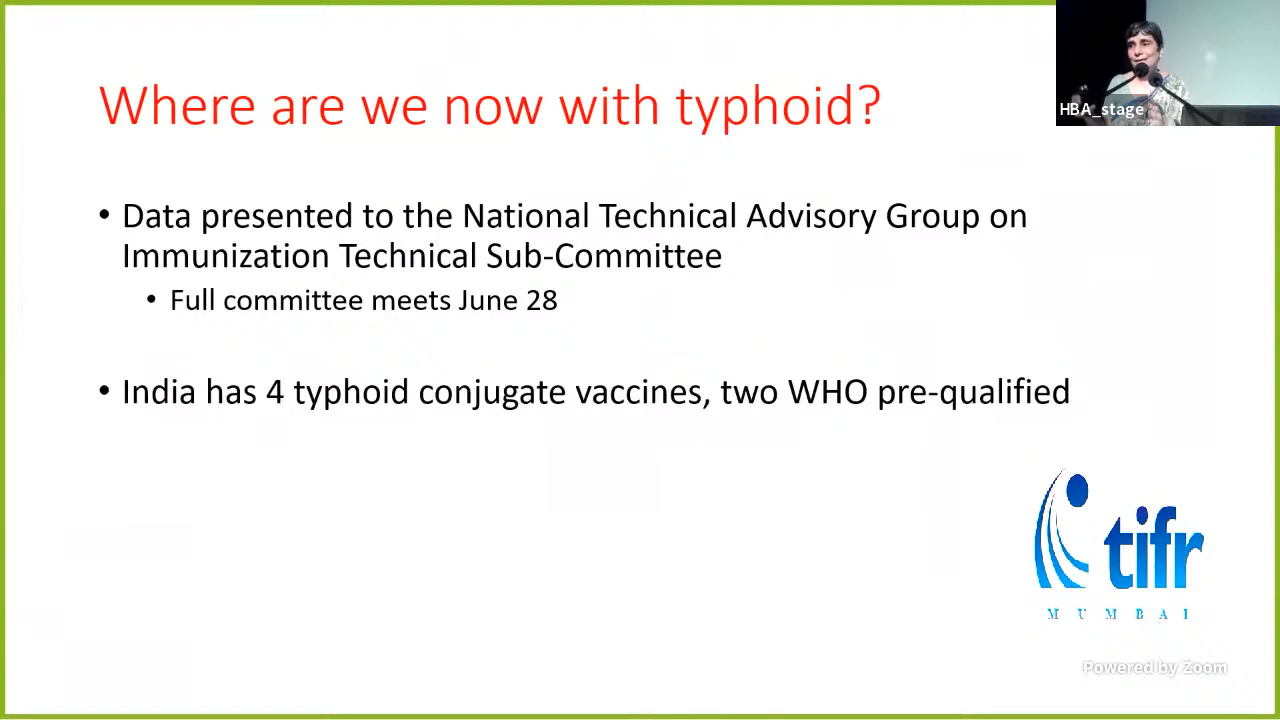 HBA_stage
Where are we now with typhoid?
• Data presented to the National Technical Advisory Group on
Immunization Technical Sub-Committee
• Full committee meets June 28
• India has 4 typhoid conjugate vaccines, two WHO pre-qualified
tifr
MUMBAI
Powered by Zoom